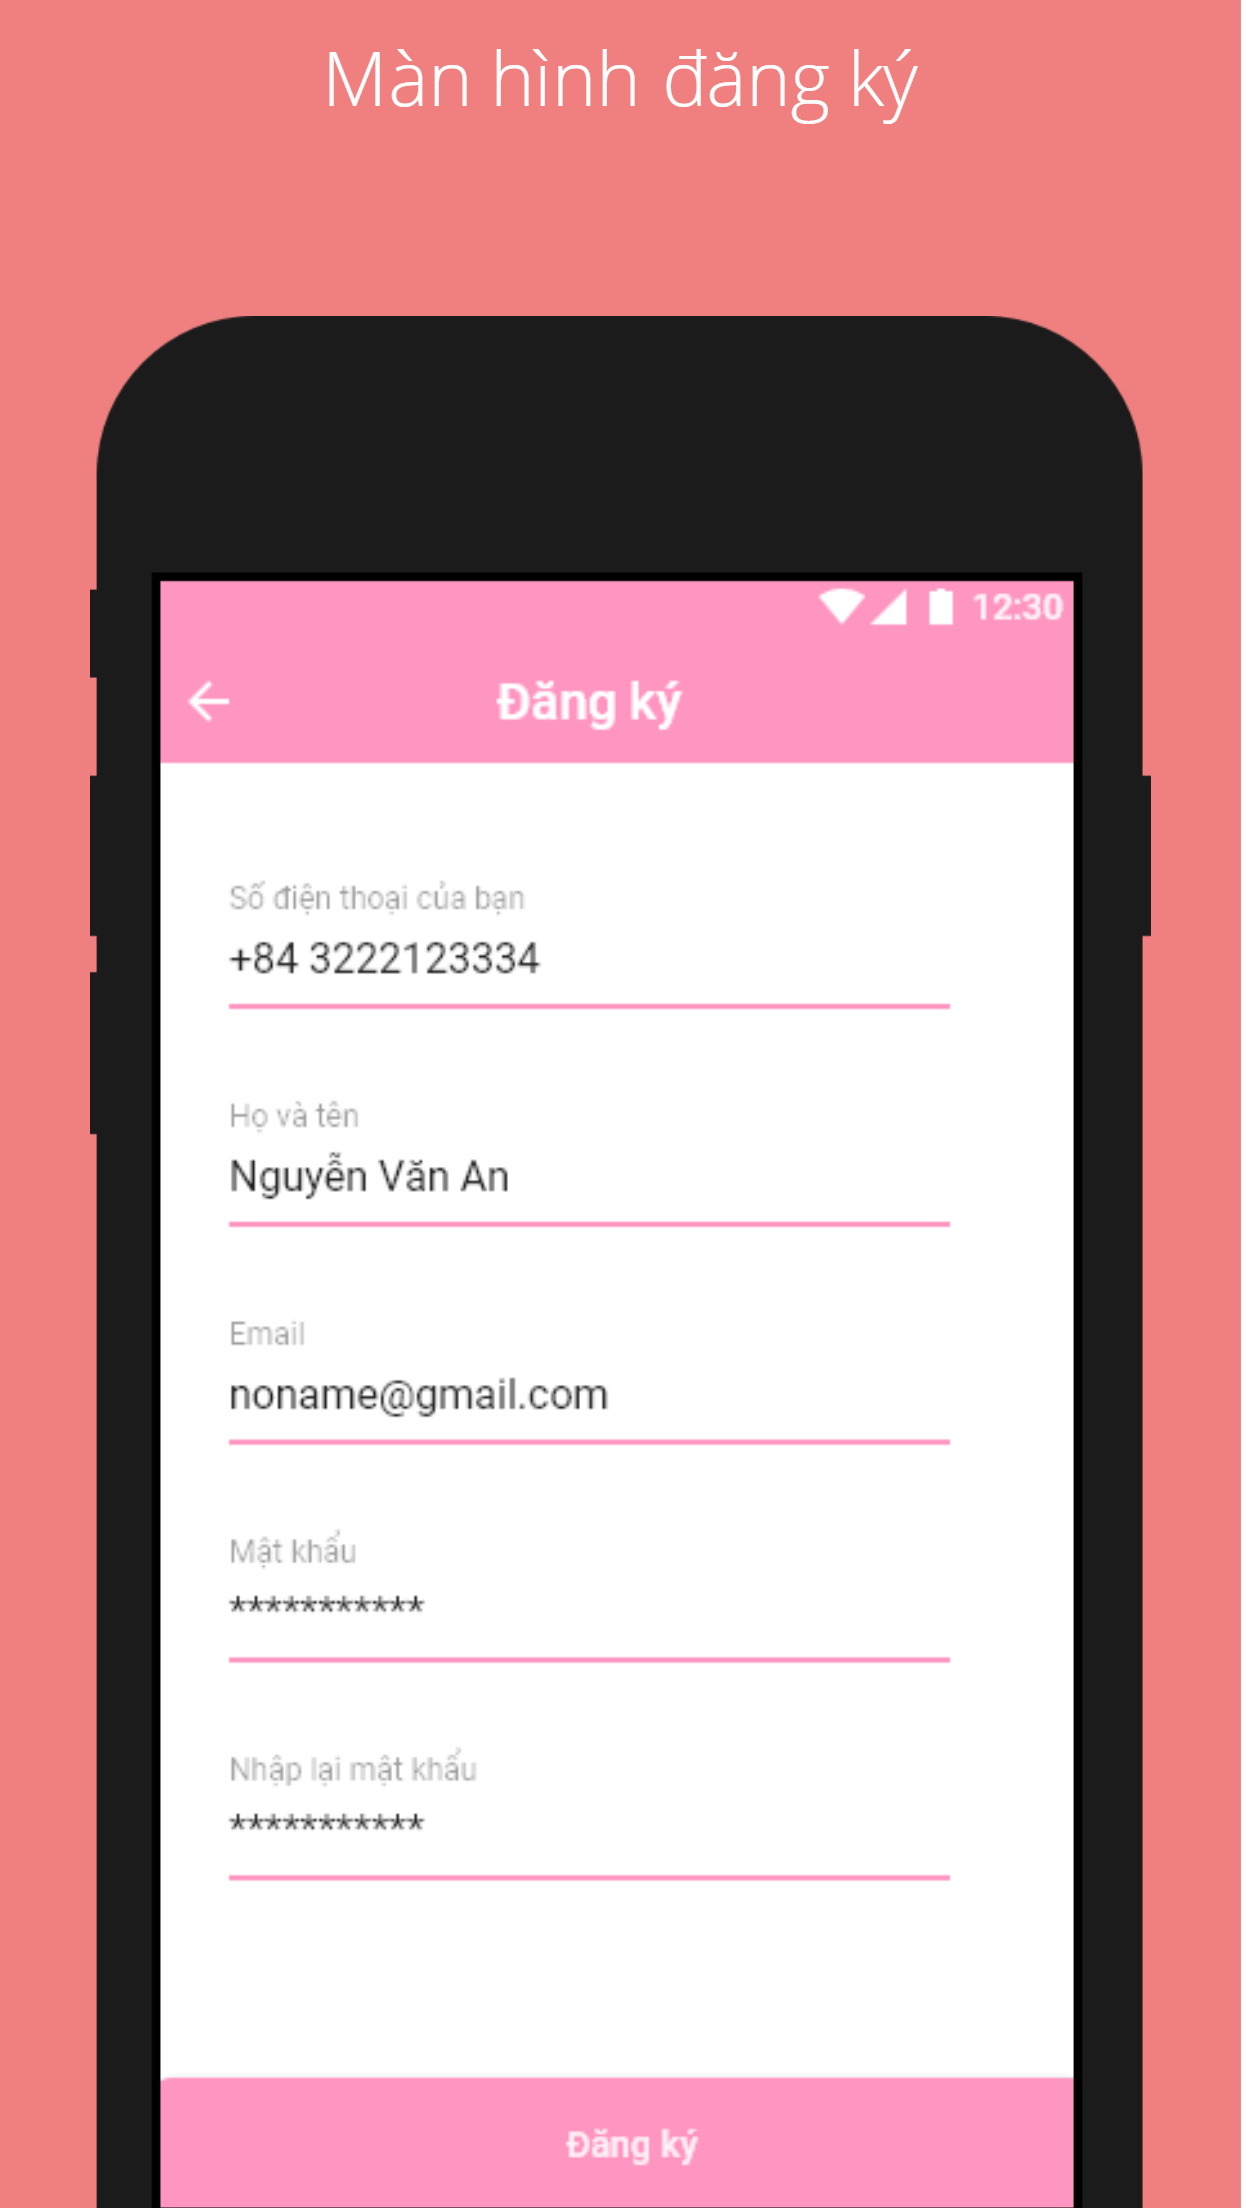 Màn hình đăng ký
12:30
Đăng ký
Số điện thoại của bạn
+84 3222123334
Họ và tên
Nguyễn Văn An
Email
noname@gmail.com
Mật khẩu
***********
Nhập lại mật khẩu
***********
Đăng ký